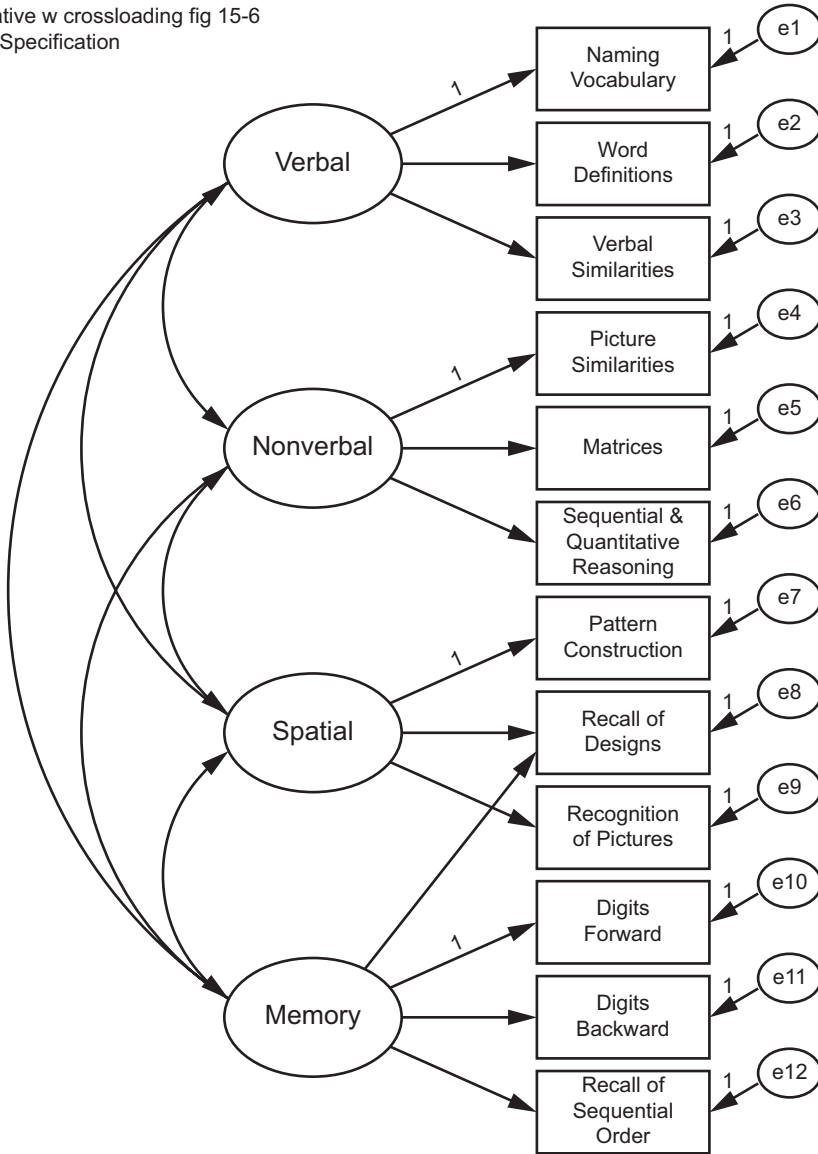 ative w crossloading fig 15-6
Specification
1
e1
Naming
Vocabulary
1
Verbal
1
e2
Word
Definitions
1
e3
Verbal
Similarities
1
e4
Picture
Similarities
1
Nonverbal
1
e5
Matrices
1
e6
Sequential &
Quantitative
Reasoning
1
e7
Pattern
Construction
1
Spatial
1
e8
Recall of
Designs
1
e9
Recognition
of Pictures
1
e10
Digits
Forward
1
Memory
1
e11
Digits
Backward
1
e12
Recall of
Sequential
Order